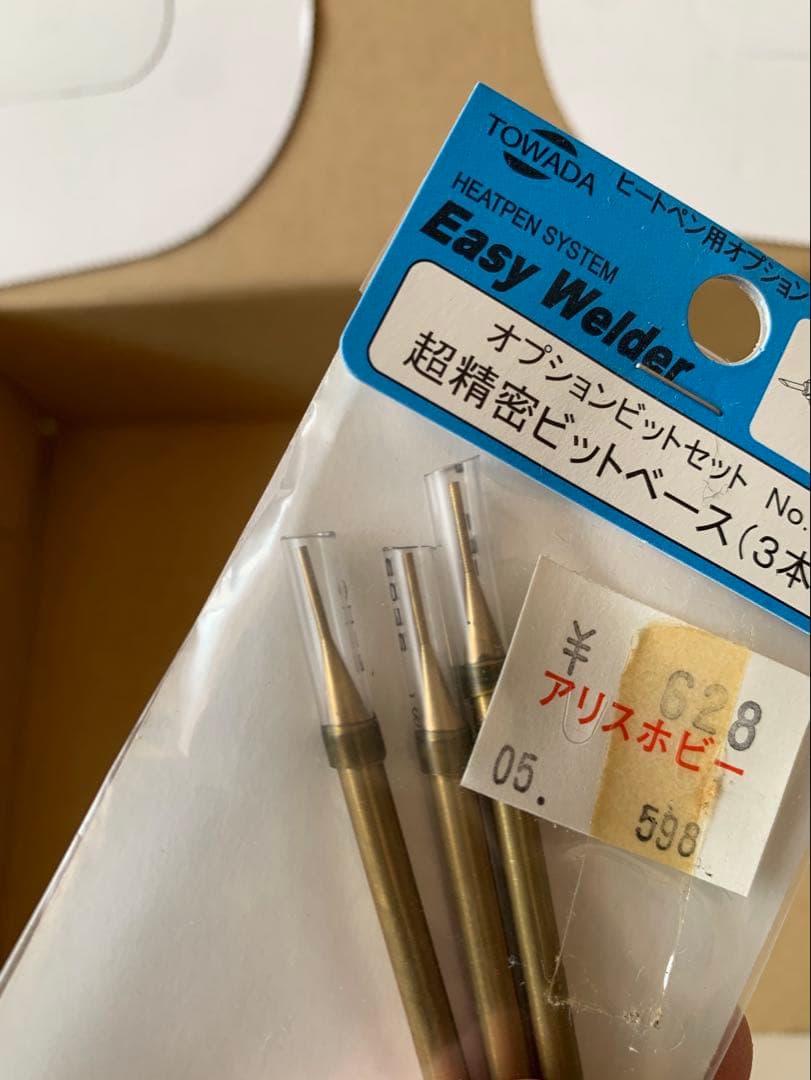 TOWADA
ヒートペン用オプション
HEATPEN SYSTEM
Easy Welder
オプションビットセット No.
超精密ビットベース(3本
¥ 628
アリスホビー
05.
598